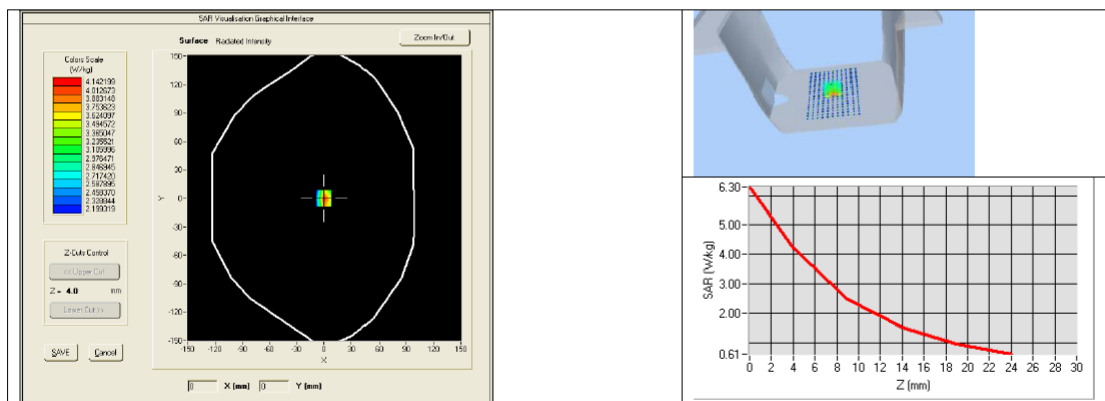 SAR Visualisation Graphical Interface
Surface Radiated Intensity
Zoom In/Out
Colors Scale
(W/kg)
4.142199
4.012673
3.883148
3.753623
3.624097
3.494572
3.365047
3.235521
3.105996
2.976471
2.846945
2.717420
2.587895
2.458370
2.328844
2.199319
150
120
90
60
30
0
-30
-60
-90
-120
-150
Y
-150 -120 -90 -60 -30 0 30 60 90 120 150
X
Z-Cuts Control
<< Upper Cut
Z = 4.0 mm
Lower Cut >>
SAVE Cancel
0 X (mm) 0 Y (mm)
6.30
5.00
4.00
3.00
2.00
0.61
SAR (W/kg)
0 2 4 6 8 10 12 14 16 18 20 22 24 26 28 30
Z (mm)